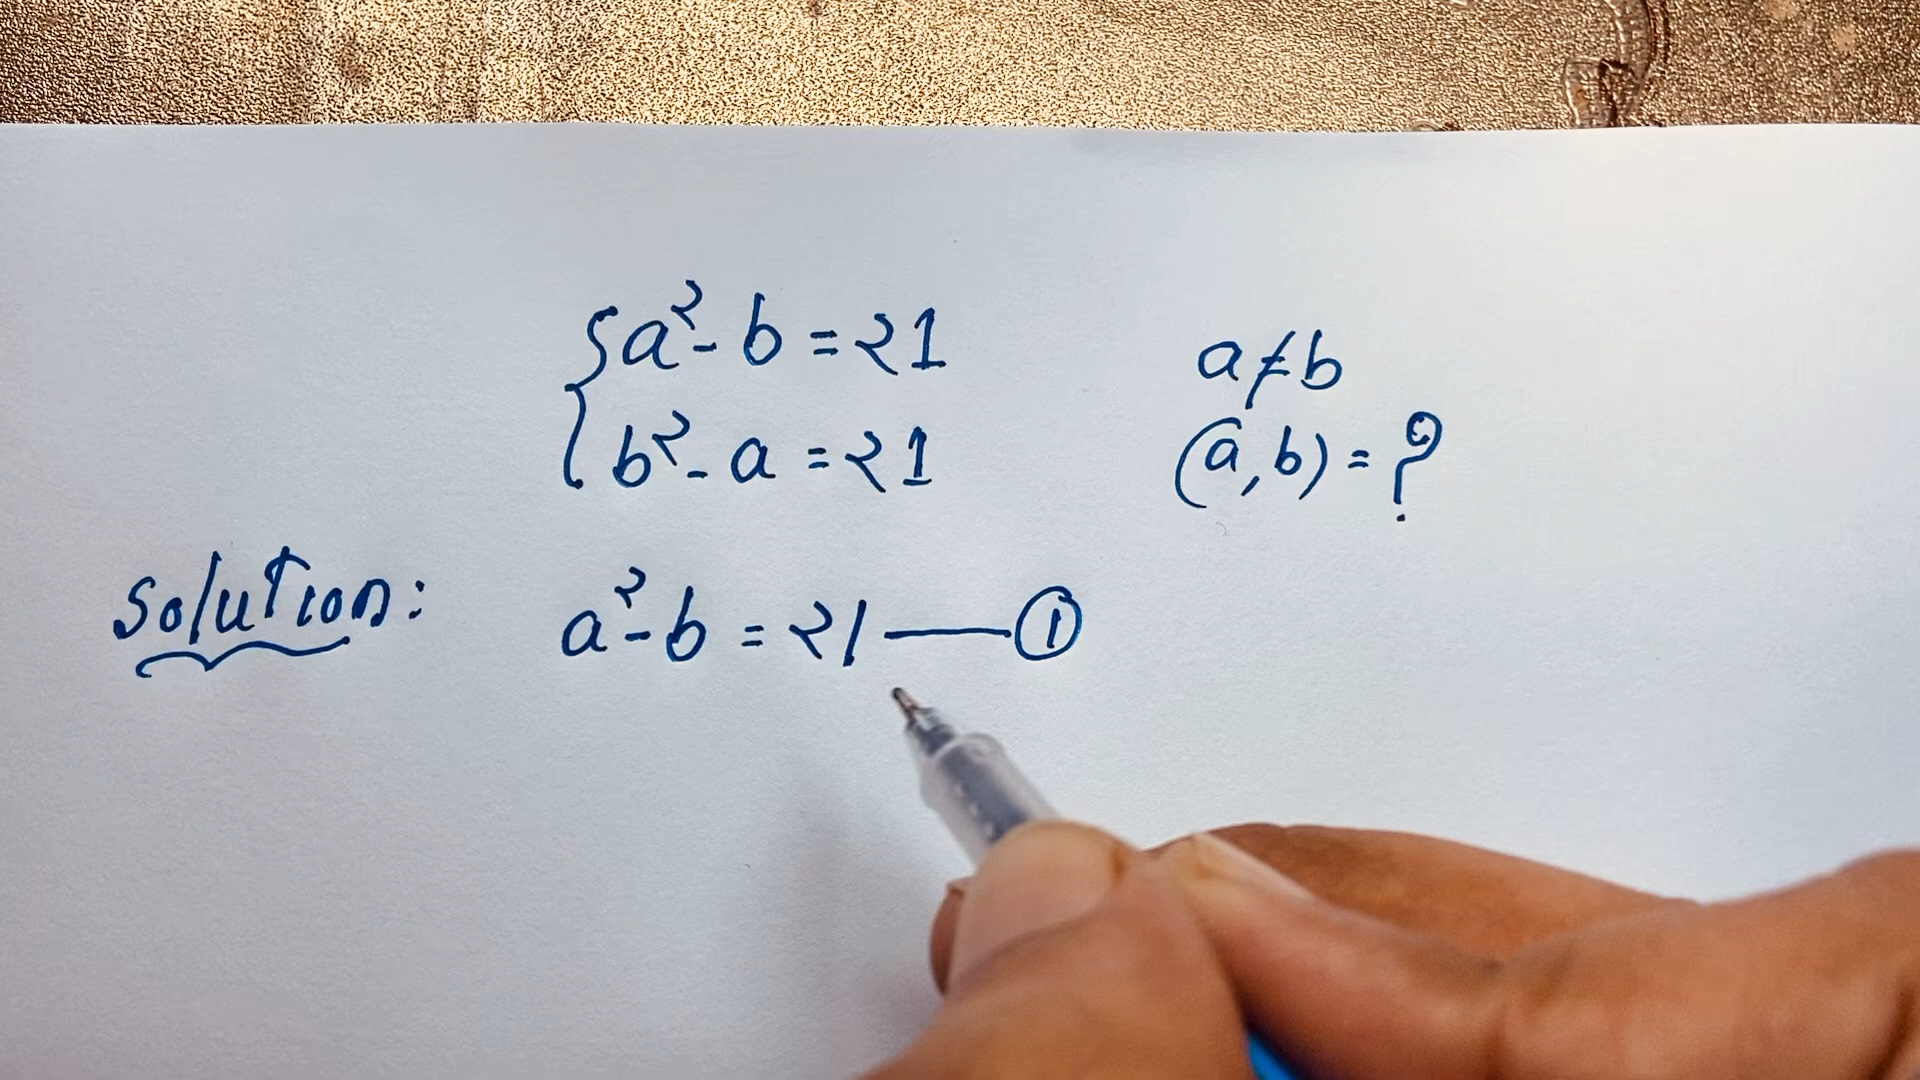 {a² - b = 21
a ≠ b
b² - a = 21
(a, b) = ?
Solution: a² - b = 21 —— ①